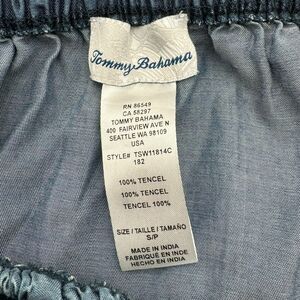 Tommy Bahama
RN 86549
CA 58297
TOMMY BAHAMA
400 FAIRVIEW AVE N
SEATTLE WA 98109
USA
STYLE# TSW11814C
182
100% TENCEL
100% TENCEL
TENCEL 100%
SIZE / TAILLE / TAMAÑO
S/P
MADE IN INDIA
FABRIQUÉ EN INDE
HECHO EN INDIA